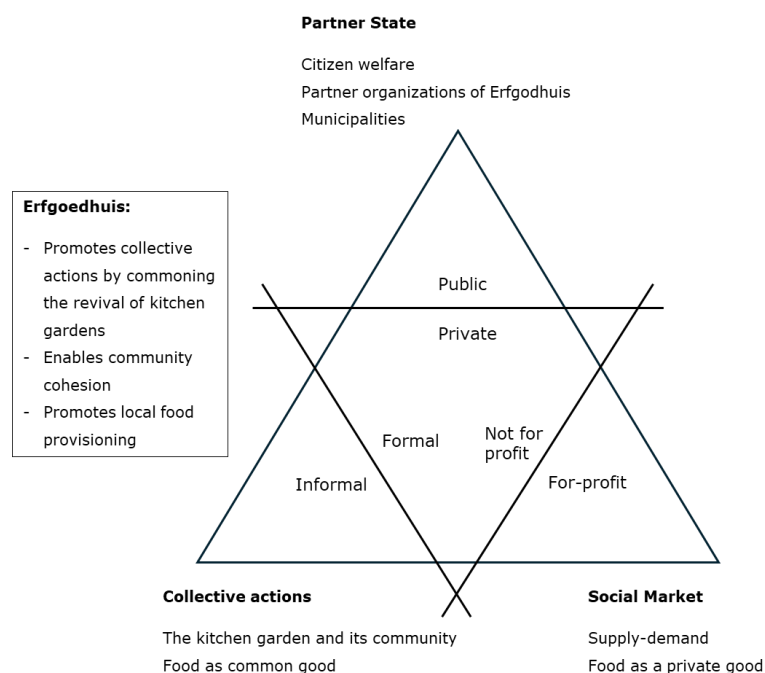 Partner State
Citizen welfare
Partner organizations of Erfgodhuis
Municipalities
Erfgoedhuis:
- Promotes collective
actions by commoning
the revival of kitchen
gardens
- Enables community
cohesion
- Promotes local food
provisioning
Public
Private
Formal
Informal
Not for
profit
For-profit
Collective actions
The kitchen garden and its community
Food as common good
Social Market
Supply-demand
Food as a private good